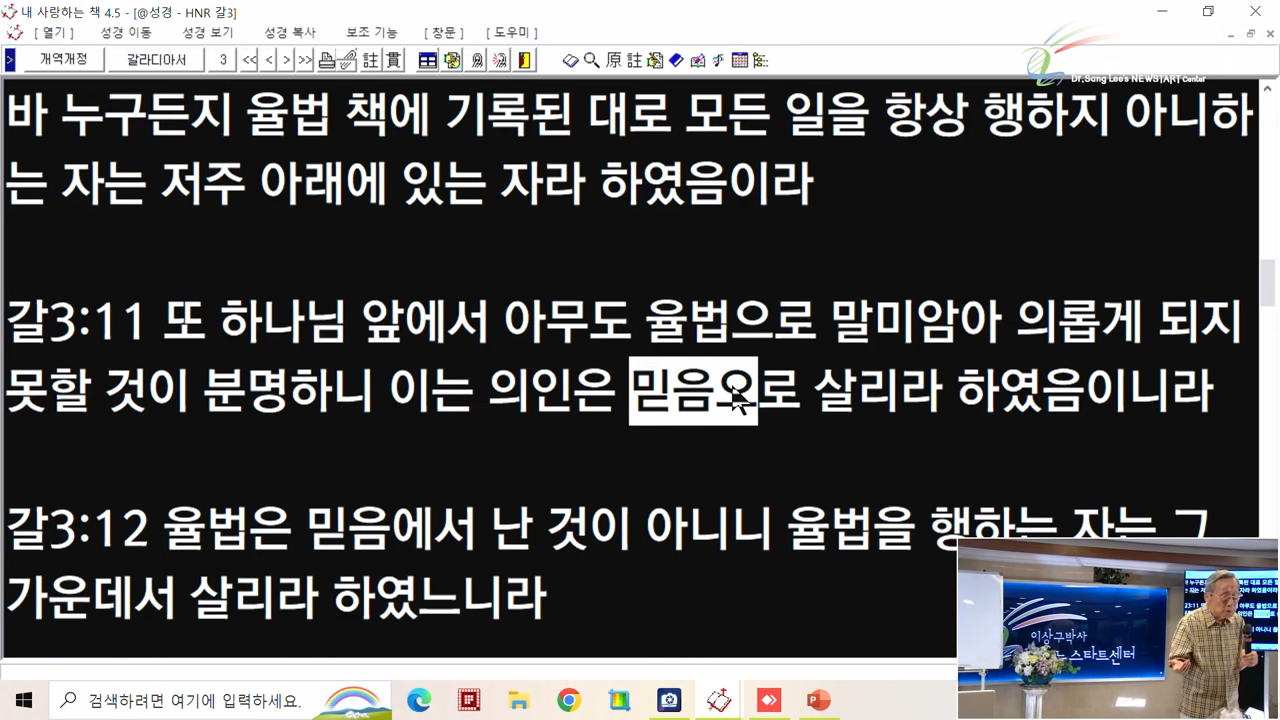 내 사랑하는 책 4.5 - [@성경 - HNR 갈3]
[ 열기 ] 성경 이동 성경 보기 성경 복사 보조 기능 [ 창문 ] [ 도우미 ]
개역개정 갈라디아서 3 << < > >> 註 貫 原 註
Dr.Sang Lee's NEWSTART Center
바 누구든지 율법 책에 기록된 대로 모든 일을 항상 행하지 아니하
는 자는 저주 아래에 있는 자라 하였음이라
갈3:11 또 하나님 앞에서 아무도 율법으로 말미암아 의롭게 되지
못할 것이 분명하니 이는 의인은 믿음으로 살리라 하였음이니라
갈3:12 율법은 믿음에서 난 것이 아니니 율법을 행하는 자는 그
가운데서 살리라 하였느니라
이상구박사
뉴스타트센터
검색하려면 여기에 입력하세요.